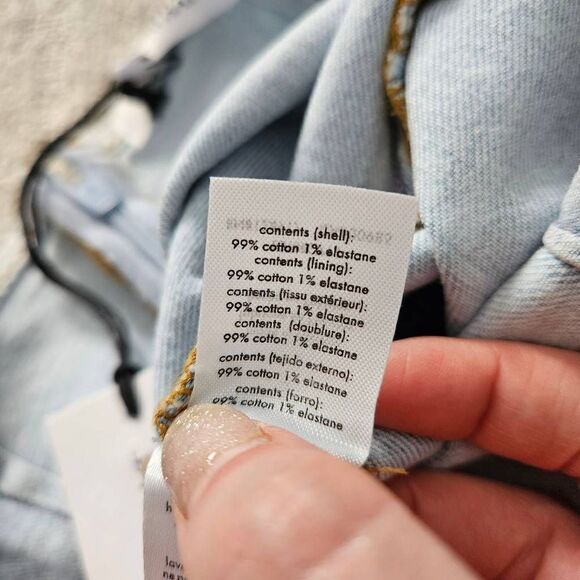 contents (shell):
99% cotton 1% elastane
contents (lining):
99% cotton 1% elastane
contents (tissu extérieur):
99% cotton 1% elastane
contents (doublure):
99% cotton 1% elastane
contents (tejido externo):
99% cotton 1% elastane
contents (forro):
99% cotton 1% elastane